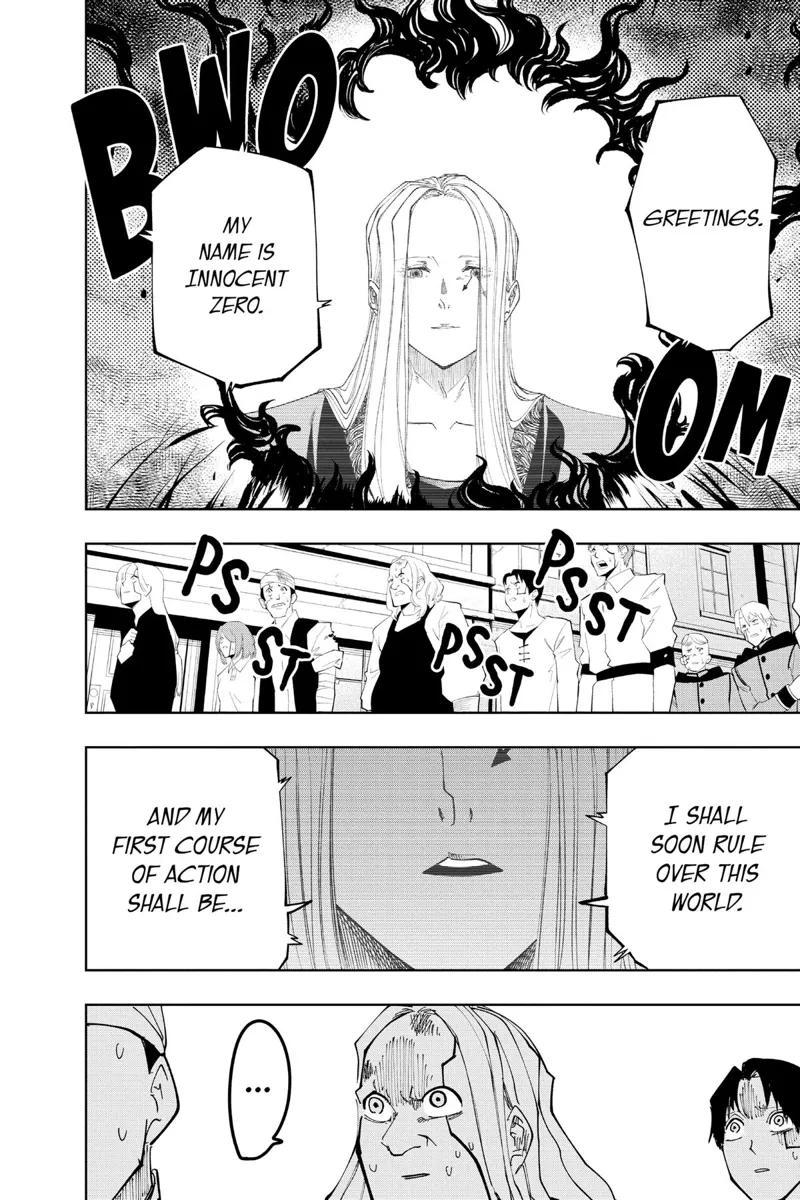 BWO
OM
GREETINGS.
MY
NAME IS
INNOCENT
ZERO.
PSST
PSST
PS
ST
PSST
I SHALL
SOON RULE
OVER THIS
WORLD.
AND MY
FIRST COURSE
OF ACTION
SHALL BE...
...